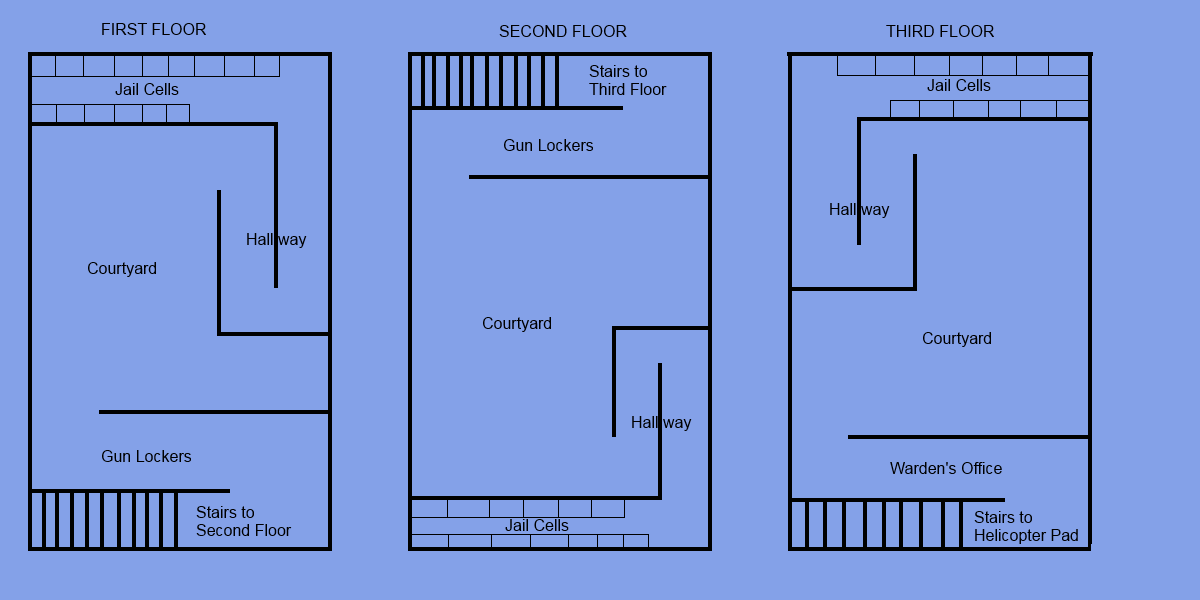 FIRST FLOOR
Jail Cells
Hallway
Courtyard
Gun Lockers
Stairs to
Second Floor
SECOND FLOOR
Stairs to
Third Floor
Gun Lockers
Courtyard
Hallway
Jail Cells
THIRD FLOOR
Jail Cells
Hallway
Courtyard
Warden's Office
Stairs to
Helicopter Pad